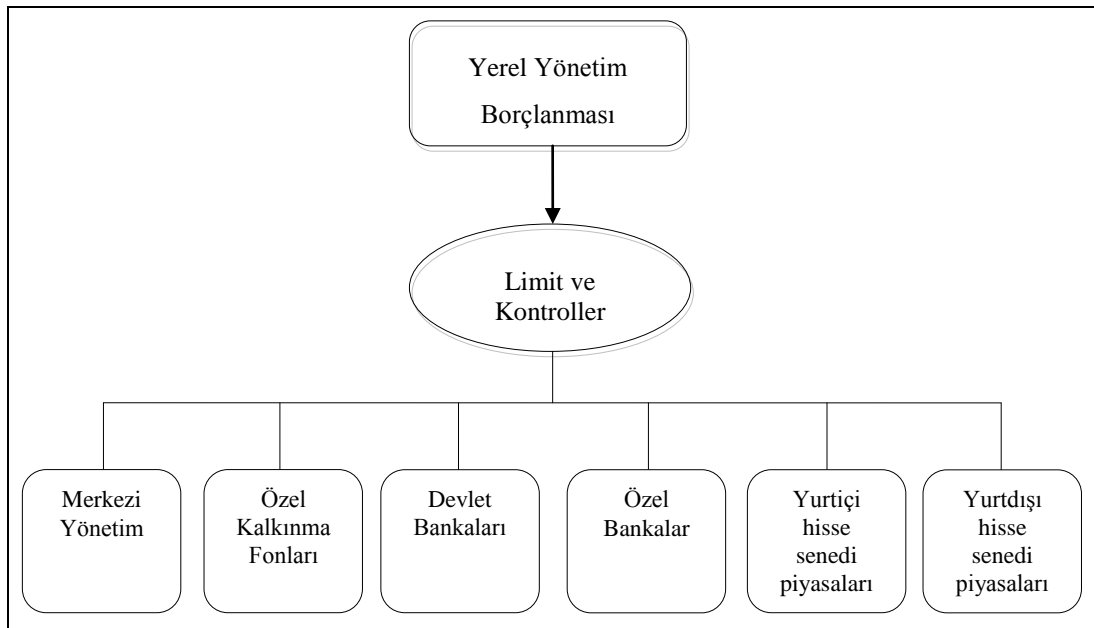 Yerel Yönetim
Borçlanması
Limit ve
Kontroller
Merkezi
Yönetim
Özel
Kalkınma
Fonları
Devlet
Bankaları
Özel
Bankalar
Yurtiçi
hisse
senedi
piyasaları
Yurtdışı
hisse
senedi
piyasaları